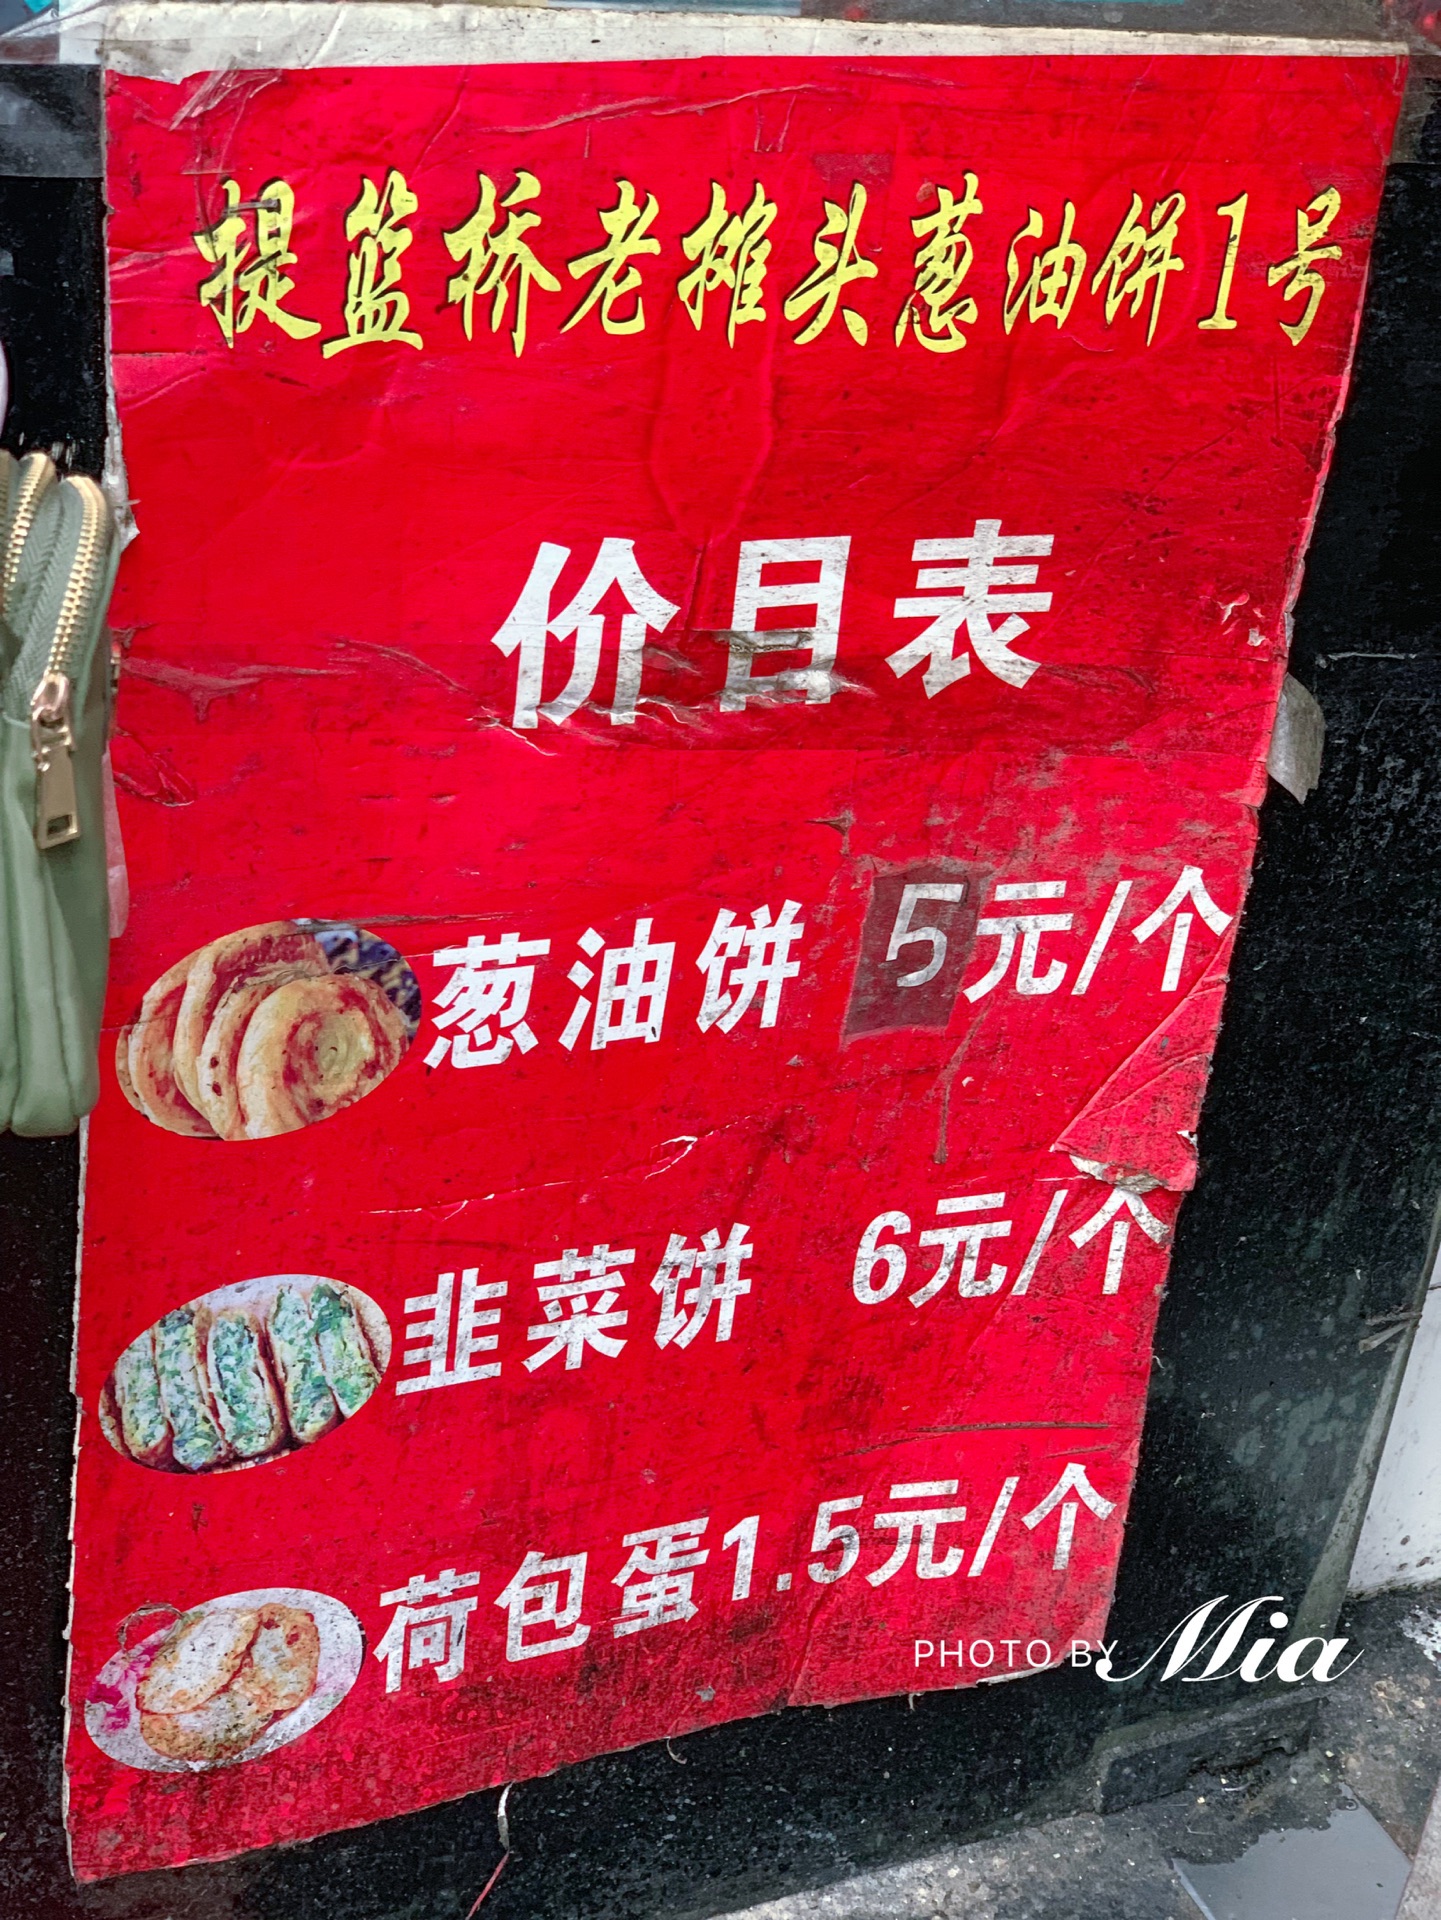 提篮桥老摊头葱油饼1号
价目表
葱油饼 5元/个
韭菜饼 6元/个
荷包蛋1.5元/个
PHOTO BY Mia